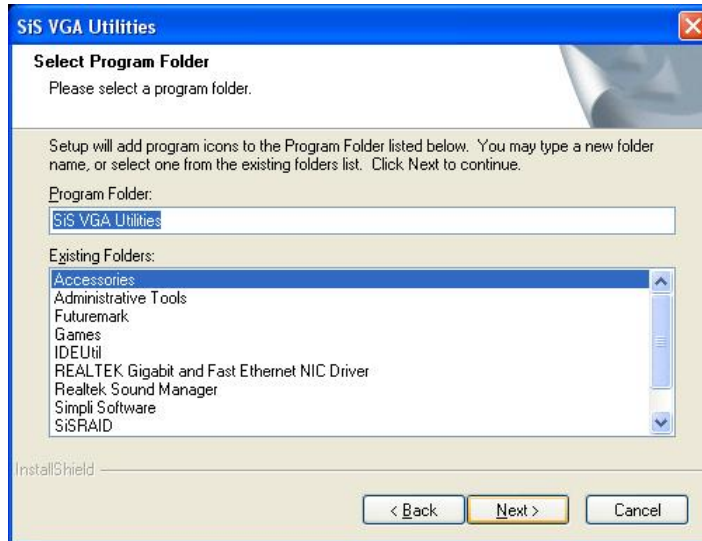 SiS VGA Utilities
Select Program Folder
Please select a program folder.
Setup will add program icons to the Program Folder listed below. You may type a new folder
name, or select one from the existing folders list. Click Next to continue.
Program Folder:
SiS VGA Utilities
Existing Folders:
Accessories
Administrative Tools
Futuremark
Games
IDEUtil
REALTEK Gigabit and Fast Ethernet NIC Driver
Realtek Sound Manager
Simpli Software
SiSRAID
InstallShield
< Back
Next >
Cancel